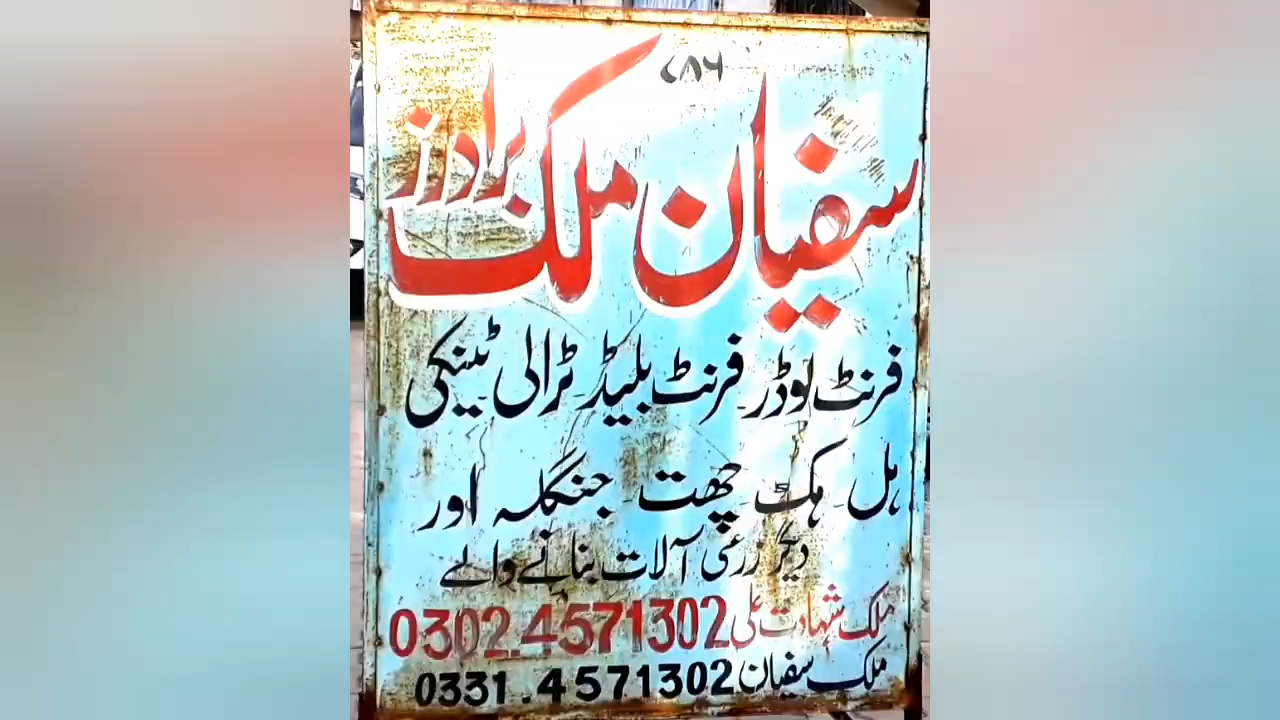 ۷۸۶
سفیان ملک برادرز
فرنٹ لوڈر فرنٹ بلیڈ ٹرالی ٹینکی
ہل ہک چھت جنگلہ اور
دیگر زرعی آلات بنانے والے
ملک شہادت علی 0302.4571302
ملک سفیان 0331.4571302